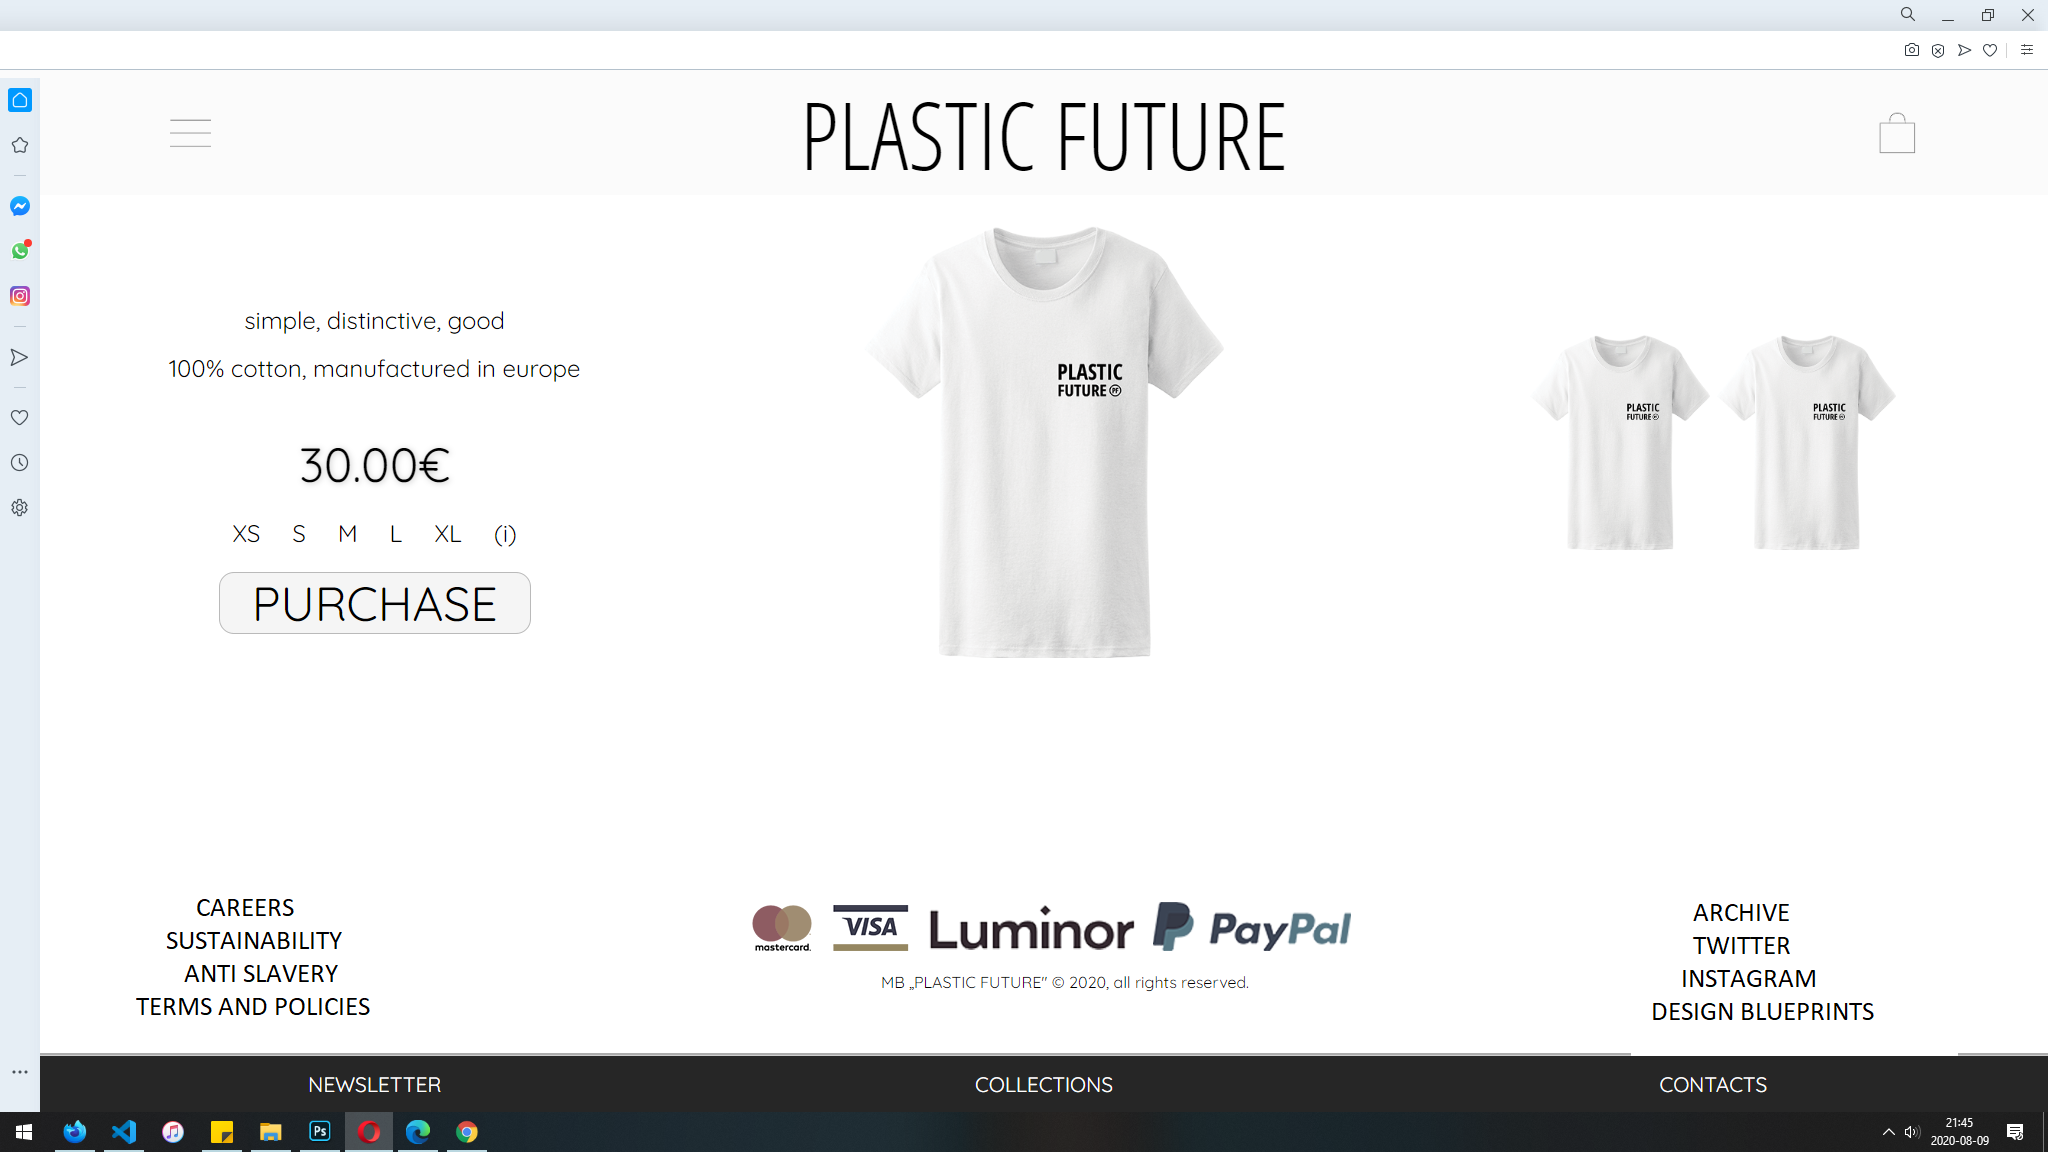 PLASTIC FUTURE
simple, distinctive, good
100% cotton, manufactured in europe
30.00€
XS S M L XL (i)
PURCHASE
PLASTIC
FUTURE PF
PLASTIC
FUTURE
PLASTIC
FUTURE
CAREERS
SUSTAINABILITY
ANTI SLAVERY
TERMS AND POLICIES
mastercard.
VISA
Luminor
PayPal
MB „PLASTIC FUTURE" © 2020, all rights reserved.
ARCHIVE
TWITTER
INSTAGRAM
DESIGN BLUEPRINTS
NEWSLETTER
COLLECTIONS
CONTACTS
Ps
21:45
2020-08-09